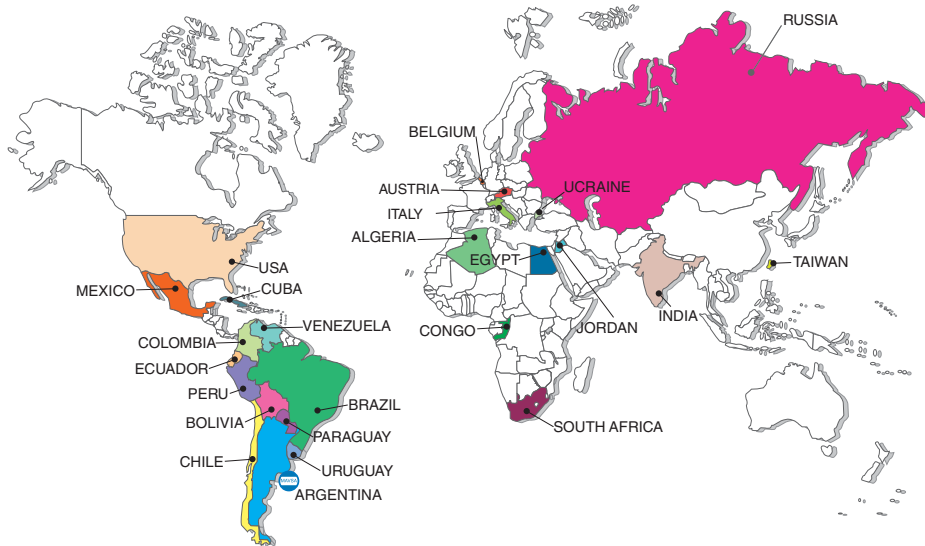 RUSSIA
BELGIUM
AUSTRIA
UCRAINE
ITALY
ALGERIA
EGYPT
USA
TAIWAN
MEXICO
CUBA
INDIA
VENEZUELA
CONGO
JORDAN
COLOMBIA
ECUADOR
PERU
BRAZIL
BOLIVIA
SOUTH AFRICA
PARAGUAY
CHILE
URUGUAY
ARGENTINA